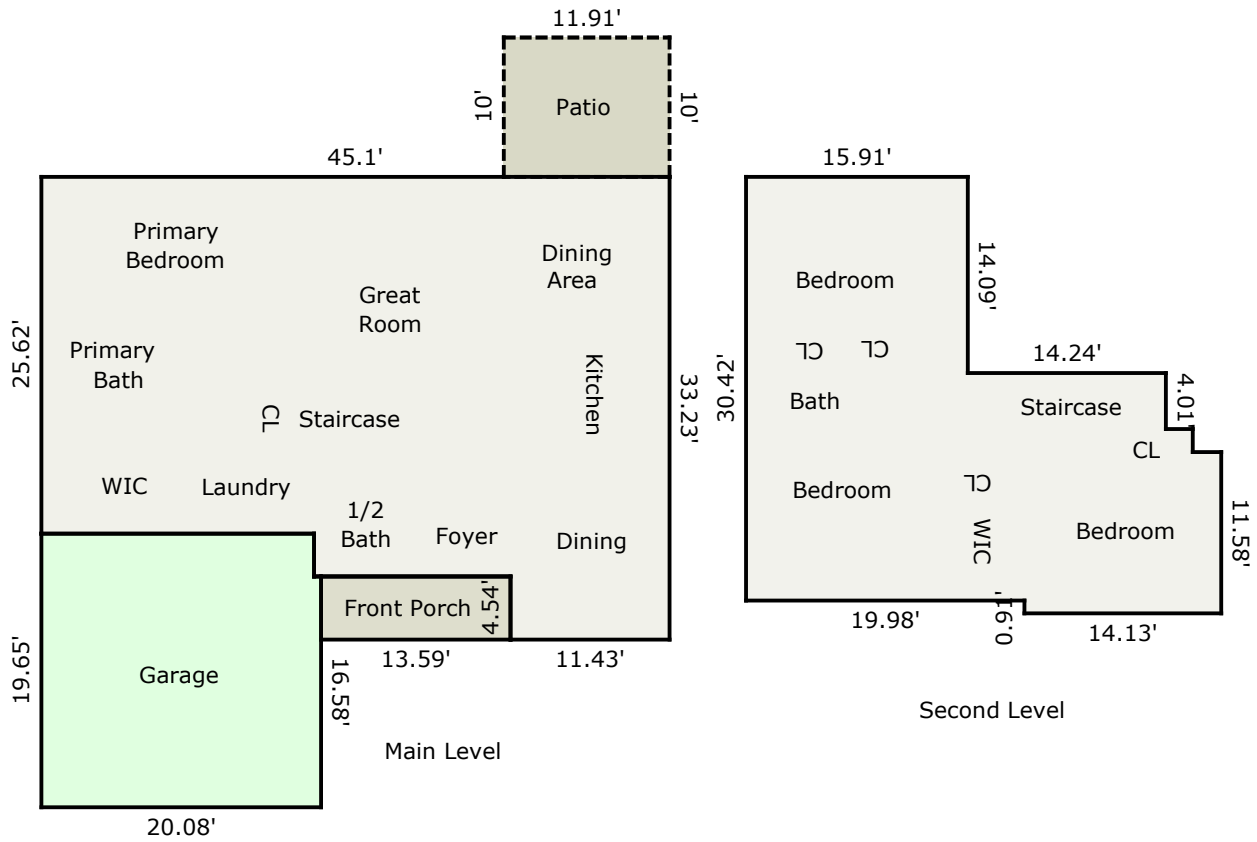 11.91'
10'
Patio
10'
45.1'
Primary
Bedroom
Dining
Area
Great
Room
25.62'
Primary
Bath
Kitchen
33.23'
CL
Staircase
WIC
Laundry
1/2
Bath
Foyer
Dining
Front Porch
4.54'
13.59'
11.43'
19.65'
Garage
16.58'
Main Level
20.08'
15.91'
14.09'
Bedroom
CL
CL
14.24'
30.42'
Bath
Staircase
4.01'
CL
Bedroom
CL
WIC
Bedroom
11.58'
19.98'
0.91'
14.13'
Second Level